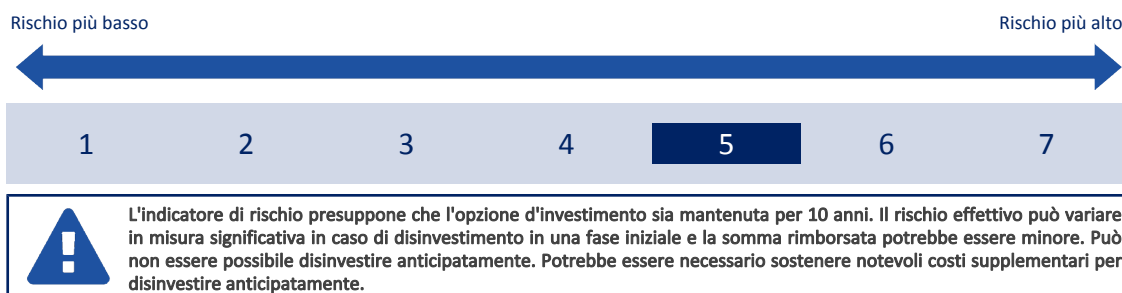 Rischio più basso Rischio più alto
1 2 3 4 5 6 7
L'indicatore di rischio presuppone che l'opzione d'investimento sia mantenuta per 10 anni. Il rischio effettivo può variare
in misura significativa in caso di disinvestimento in una fase iniziale e la somma rimborsata potrebbe essere minore. Può
non essere possibile disinvestire anticipatamente. Potrebbe essere necessario sostenere notevoli costi supplementari per
disinvestire anticipatamente.